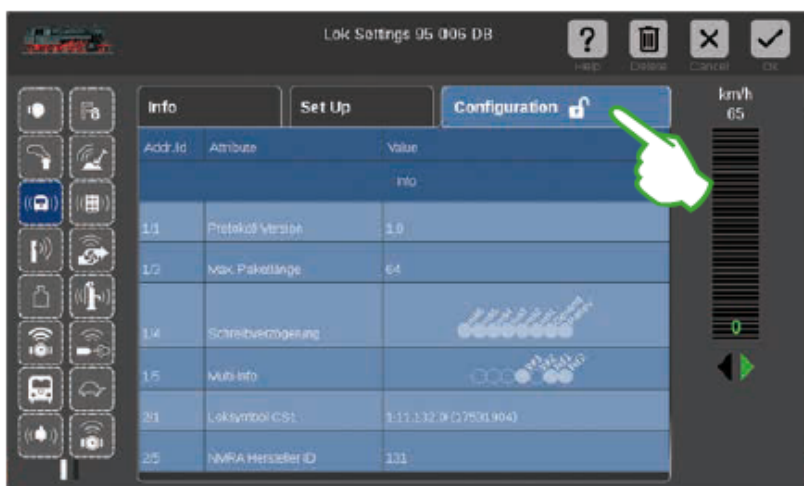 Lok Settings 95 006 DB
?
Help Delete Cancel OK
Info Set Up Configuration
km/h
65
F8
Addr./Id Attribute Value
Info
1/1 Protokoll Version 1.0
1/3 Max. Paketlänge 64
1/4 Schreibverzögerung
1/5 Multi-Info
2/1 Loksymbol CS1
2/5 NMRA Hersteller ID 131
0